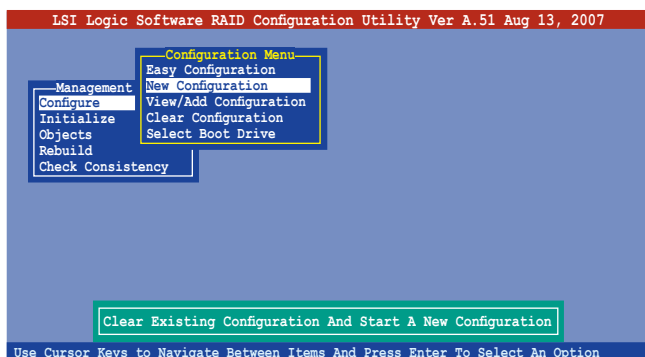 LSI Logic Software RAID Configuration Utility Ver A.51 Aug 13, 2007
Configuration Menu
Easy Configuration
New Configuration
View/Add Configuration
Clear Configuration
Select Boot Drive
Management
Configure
Initialize
Objects
Rebuild
Check Consistency
Clear Existing Configuration And Start A New Configuration
Use Cursor Keys to Navigate Between Items And Press Enter To Select An Option